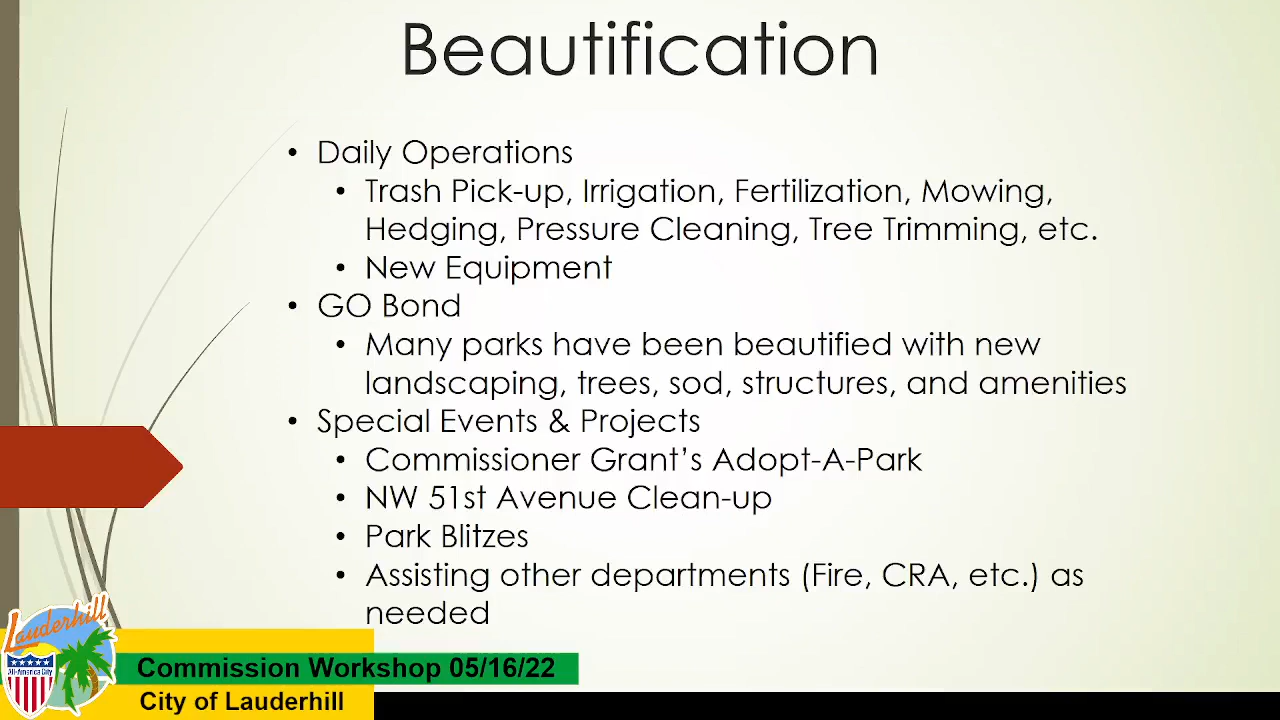 Beautification
• Daily Operations
• Trash Pick-up, Irrigation, Fertilization, Mowing,
Hedging, Pressure Cleaning, Tree Trimming, etc.
• New Equipment
• GO Bond
• Many parks have been beautified with new
landscaping, trees, sod, structures, and amenities
• Special Events & Projects
• Commissioner Grant’s Adopt-A-Park
• NW 51st Avenue Clean-up
• Park Blitzes
• Assisting other departments (Fire, CRA, etc.) as
needed
Lauderhill
All-America City
Commission Workshop 05/16/22
City of Lauderhill